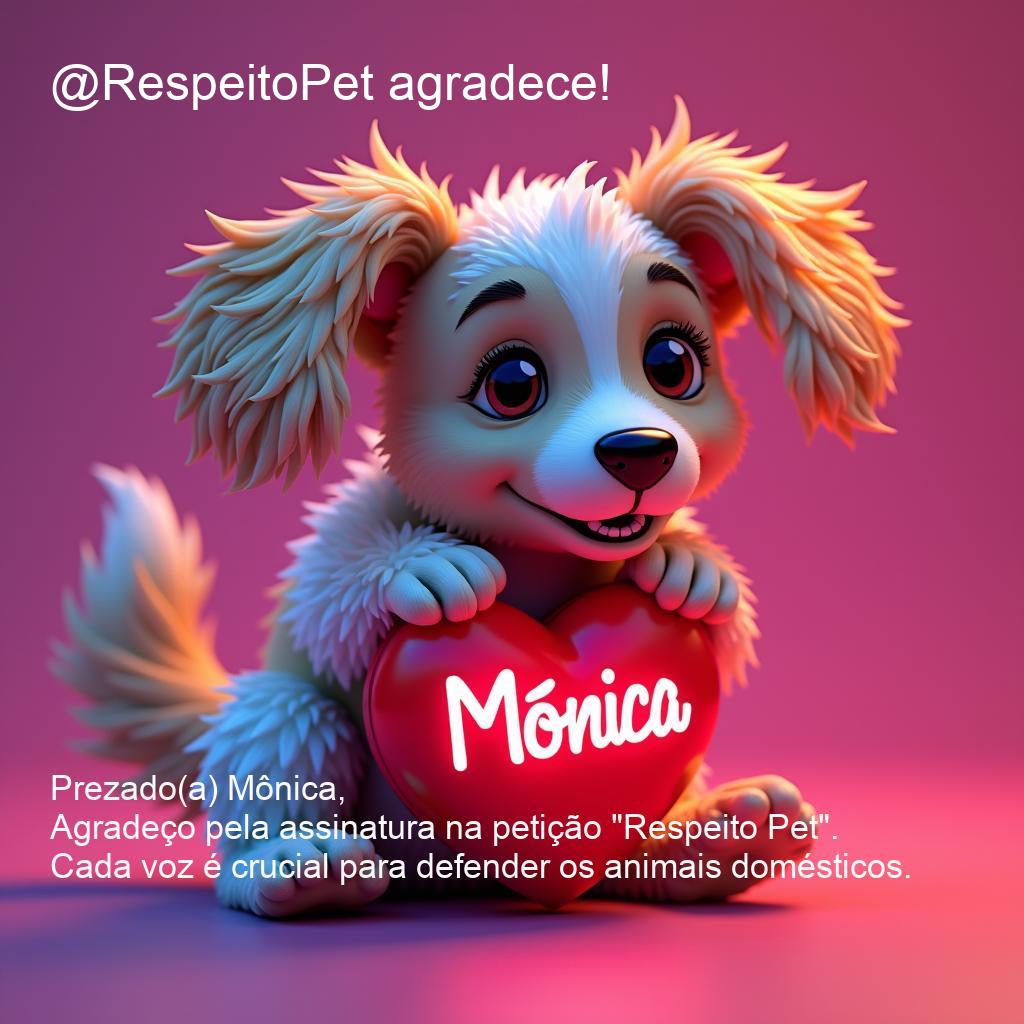 @RespeitoPet agradece!
Mónica
Prezado(a) Mônica,
Agradeço pela assinatura na petição "Respeito Pet".
Cada voz é crucial para defender os animais domésticos.